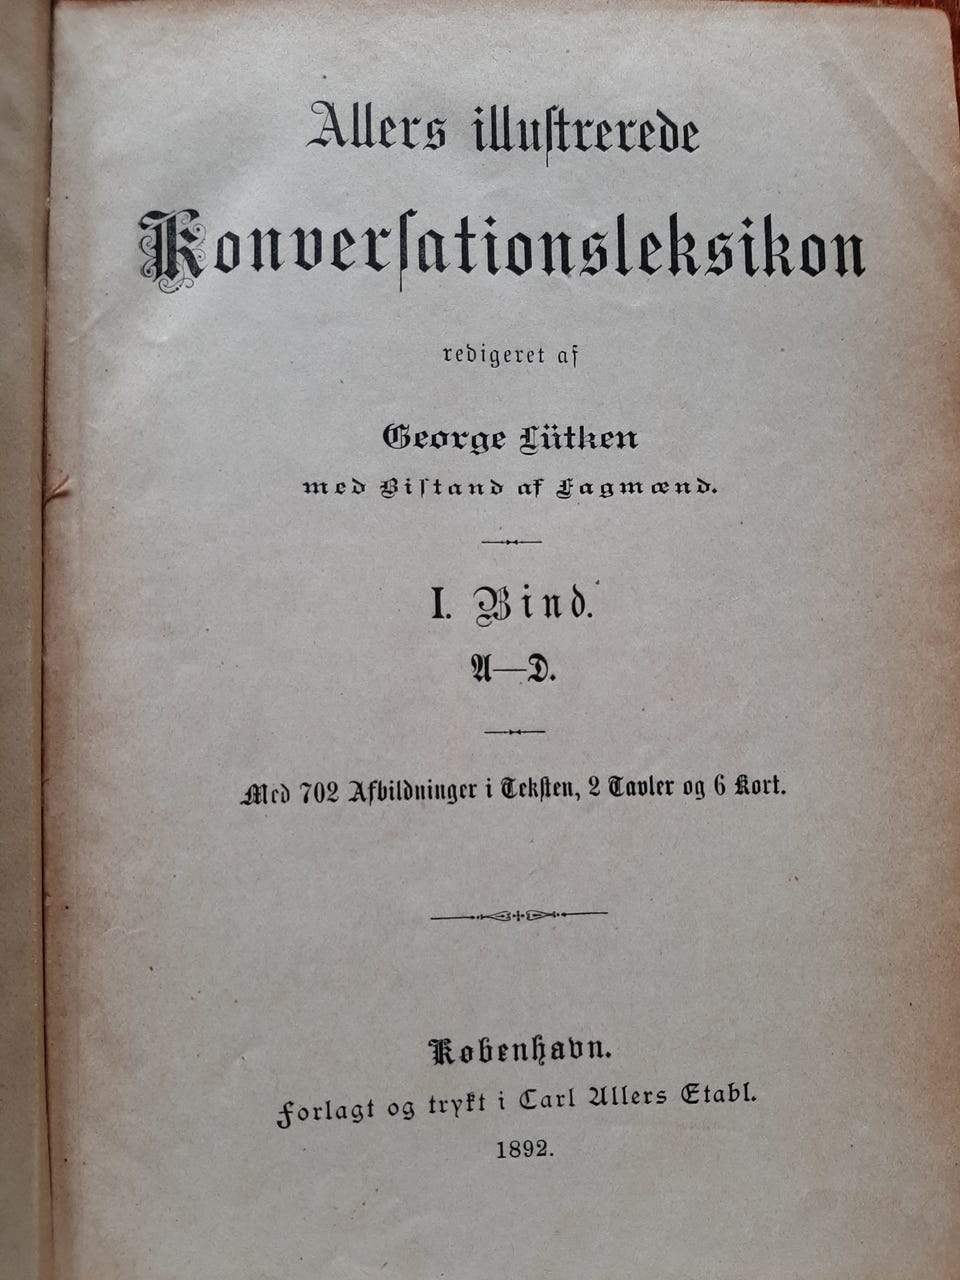 Allers illuſtrerede
Konverſationsleksikon
redigeret af
George Lütken
med Biſtand af Fagmænd.
I. Bind.
A—D.
Med 702 Afbildninger i Tekſten, 2 Tavler og 6 Kort.
København.
Forlagt og trykt i Carl Allers Etabl.
1892.